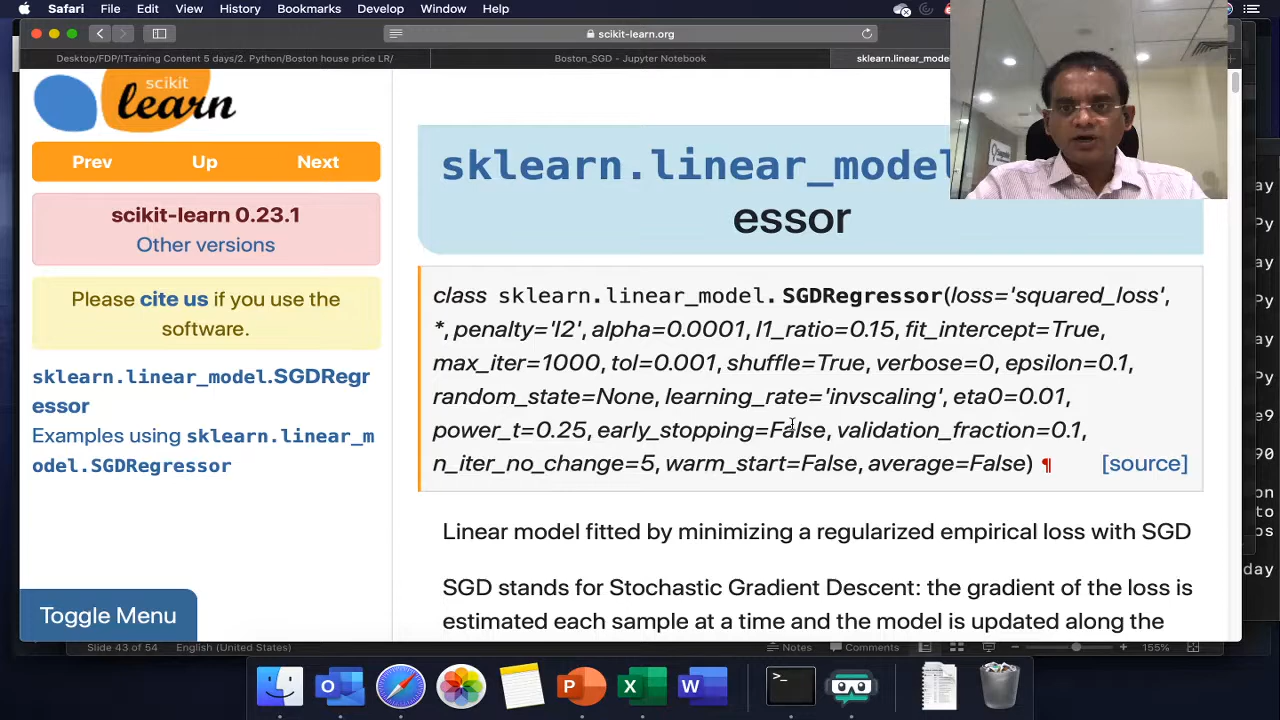 Safari File Edit View History Bookmarks Develop Window Help
scikit-learn.org
Desktop/FDP/!Training Content 5 days/2. Python/Boston house price LR/
Boston_SGD - Jupyter Notebook
scikit
learn
Prev Up Next
scikit-learn 0.23.1
Other versions
Please cite us if you use the
software.
sklearn.linear_model.SGDRegr
essor
Examples using sklearn.linear_m
odel.SGDRegressor
Toggle Menu
sklearn.linear_model
essor
class sklearn.linear_model.SGDRegressor(loss='squared_loss',
*, penalty='l2', alpha=0.0001, l1_ratio=0.15, fit_intercept=True,
max_iter=1000, tol=0.001, shuffle=True, verbose=0, epsilon=0.1,
random_state=None, learning_rate='invscaling', eta0=0.01,
power_t=0.25, early_stopping=False, validation_fraction=0.1,
n_iter_no_change=5, warm_start=False, average=False) ¶ [source]
Linear model fitted by minimizing a regularized empirical loss with SGD
SGD stands for Stochastic Gradient Descent: the gradient of the loss is
estimated each sample at a time and the model is updated along the
Slide 43 of 54 English (United States) Notes Comments 155%